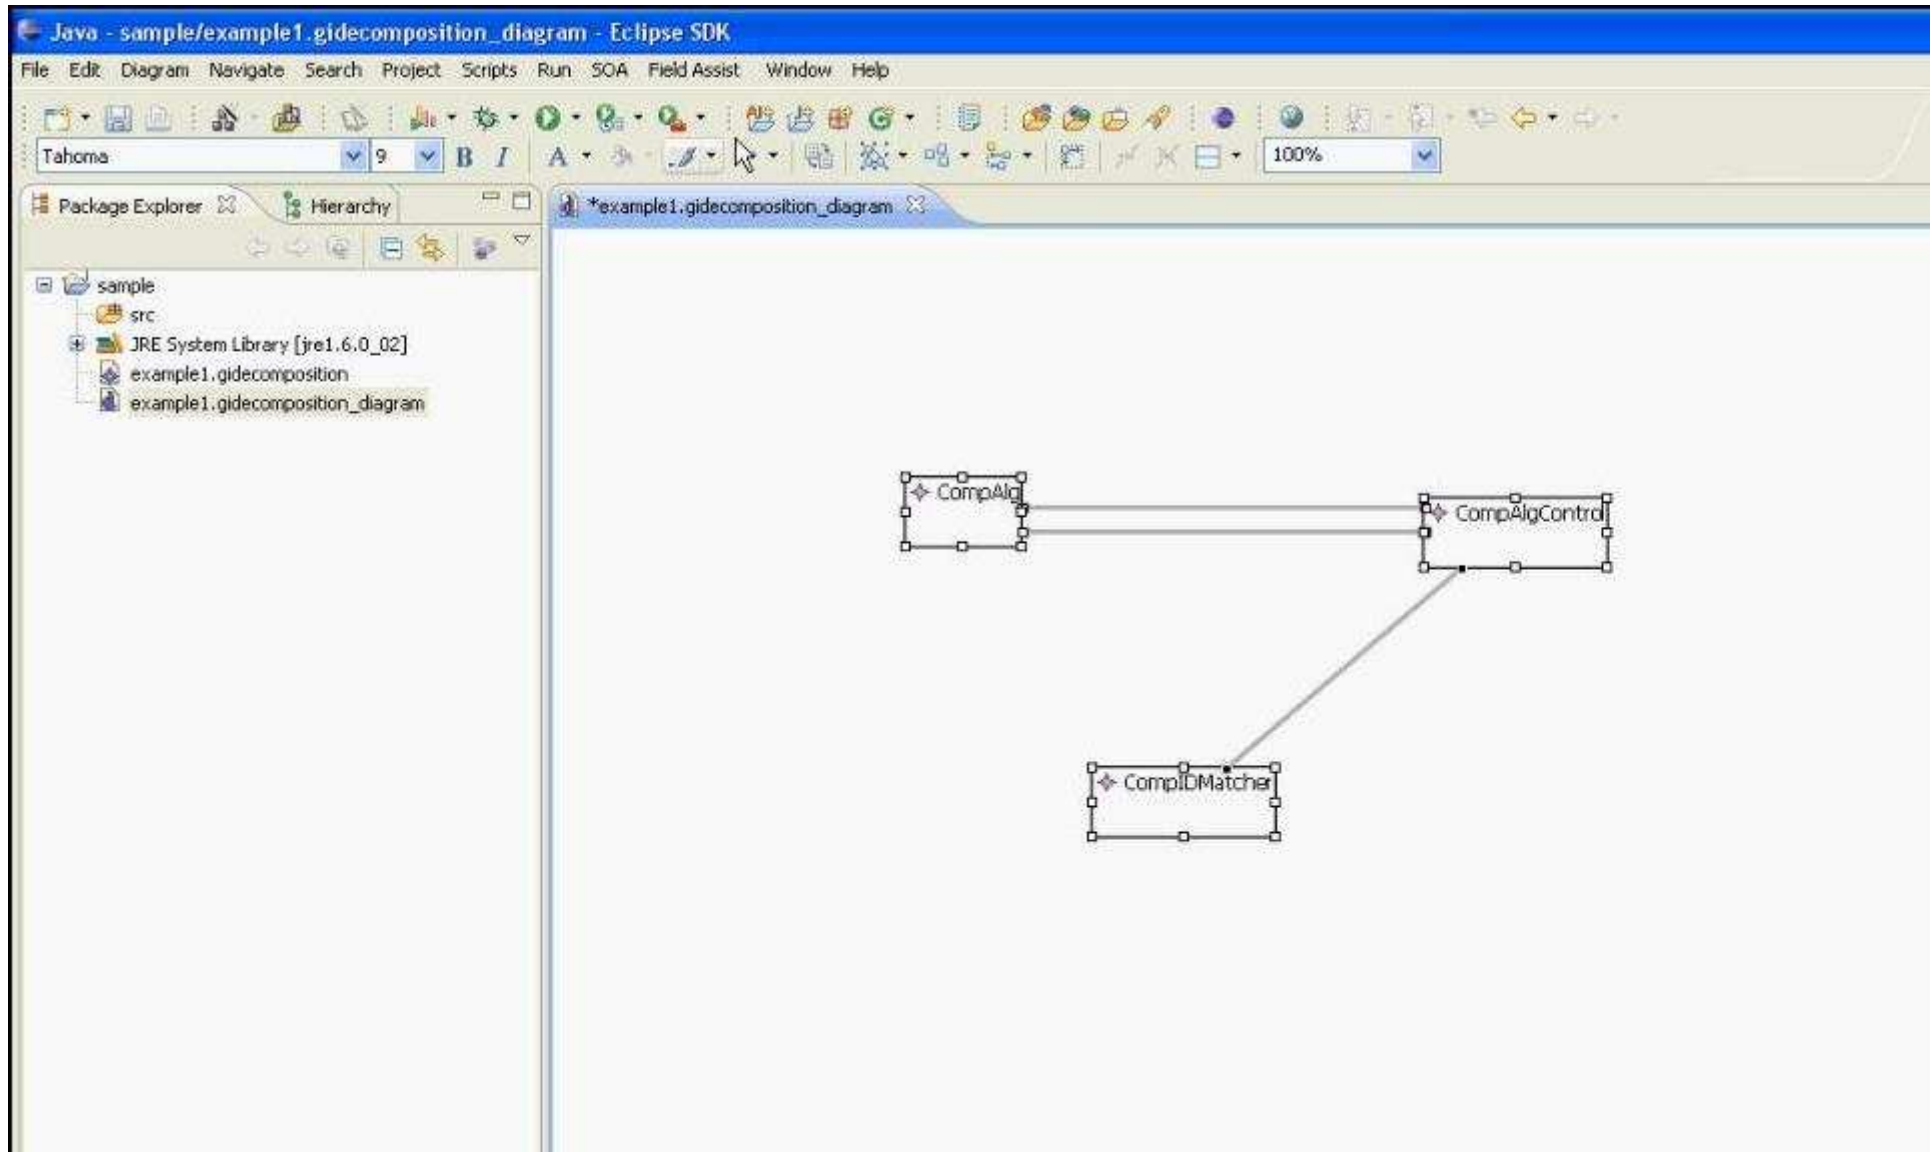 Java - sample/example1.gidecomposition_diagram - Eclipse SDK
File Edit Diagram Navigate Search Project Scripts Run SOA Field Assist Window Help
Tahoma 9 B I A 100%
Package Explorer Hierarchy *example1.gidecomposition_diagram
sample
src
JRE System Library [jre1.6.0_02]
example1.gidecomposition
example1.gidecomposition_diagram
CompAlg
CompAlgControl
CompIDMatcher